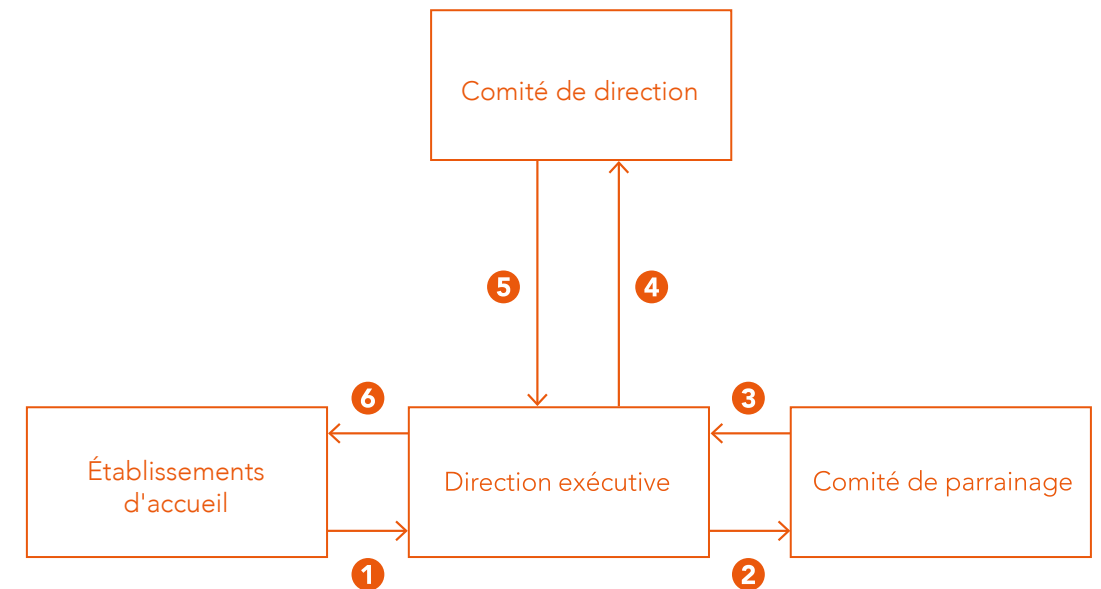 Comité de direction
5
4
6
3
Établissements
d'accueil
Direction exécutive
Comité de parrainage
1
2